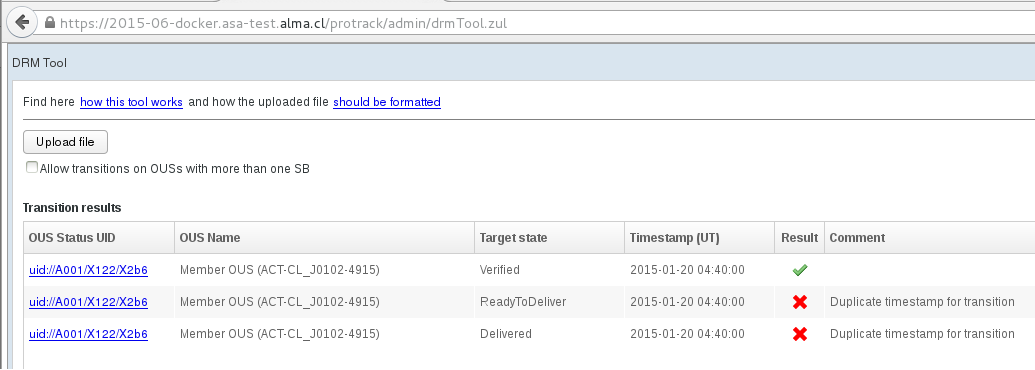 https://2015-06-docker.asa-test.alma.cl/protrack/admin/drmTool.zul
DRM Tool
Find here how this tool works and how the uploaded file should be formatted
Upload file
Allow transitions on OUSs with more than one SB
Transition results
OUS Status UID OUS Name Target state Timestamp (UT) Result Comment
uid://A001/X122/X2b6 Member OUS (ACT-CL_J0102-4915) Verified 2015-01-20 04:40:00
uid://A001/X122/X2b6 Member OUS (ACT-CL_J0102-4915) ReadyToDeliver 2015-01-20 04:40:00 Duplicate timestamp for transition
uid://A001/X122/X2b6 Member OUS (ACT-CL_J0102-4915) Delivered 2015-01-20 04:40:00 Duplicate timestamp for transition